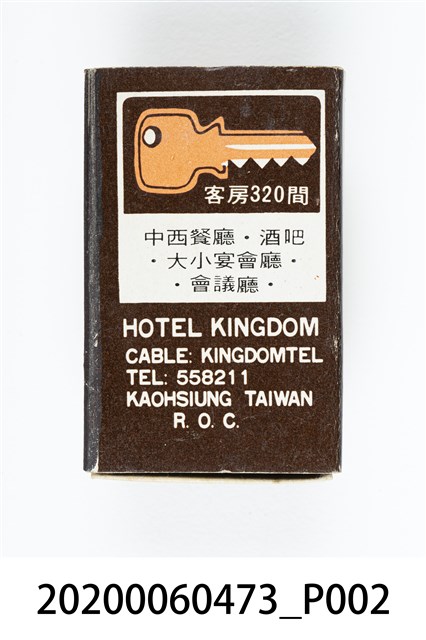 客房320間
中西餐廳・酒吧
・大小宴會廳・
・會議廳・
HOTEL KINGDOM
CABLE: KINGDOMTEL
TEL: 558211
KAOHSIUNG TAIWAN
R. O. C.
20200060473_P002